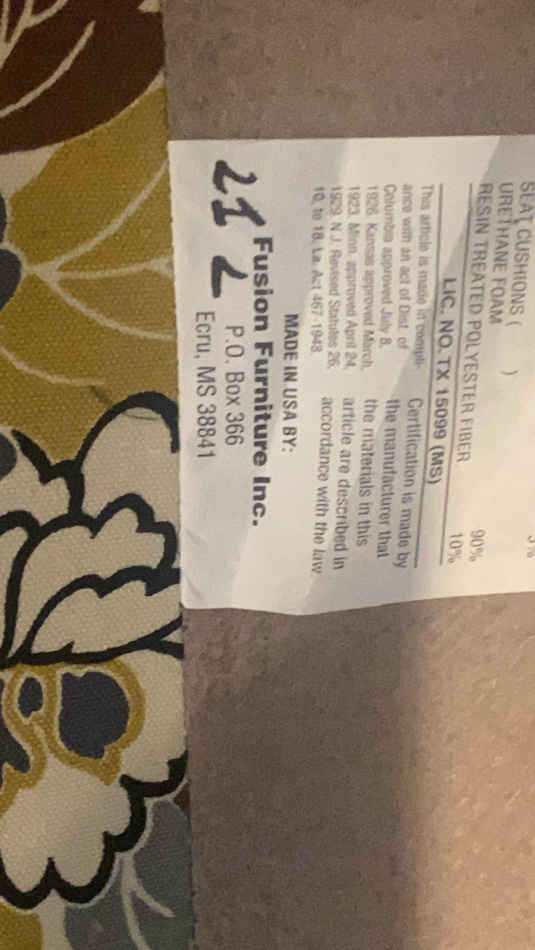 SEAT CUSHIONS ( )
URETHANE FOAM 90%
RESIN TREATED POLYESTER FIBER 10%
LIC. NO. TX 15099 (MS)
This article is made in compli-
ance with an act of Dist. of
Columbia approved July 8,
1926. Kansas approved March
1923. Minn. approved April 24,
1929. N.J. Revised Statutes 26.
10, to 18. La. Act 467-1948.
Certification is made by
the manufacturer that
the materials in this
article are described in
accordance with the law
MADE IN USA BY:
Fusion Furniture Inc.
P.O. Box 366
Ecru, MS 38841
21 L